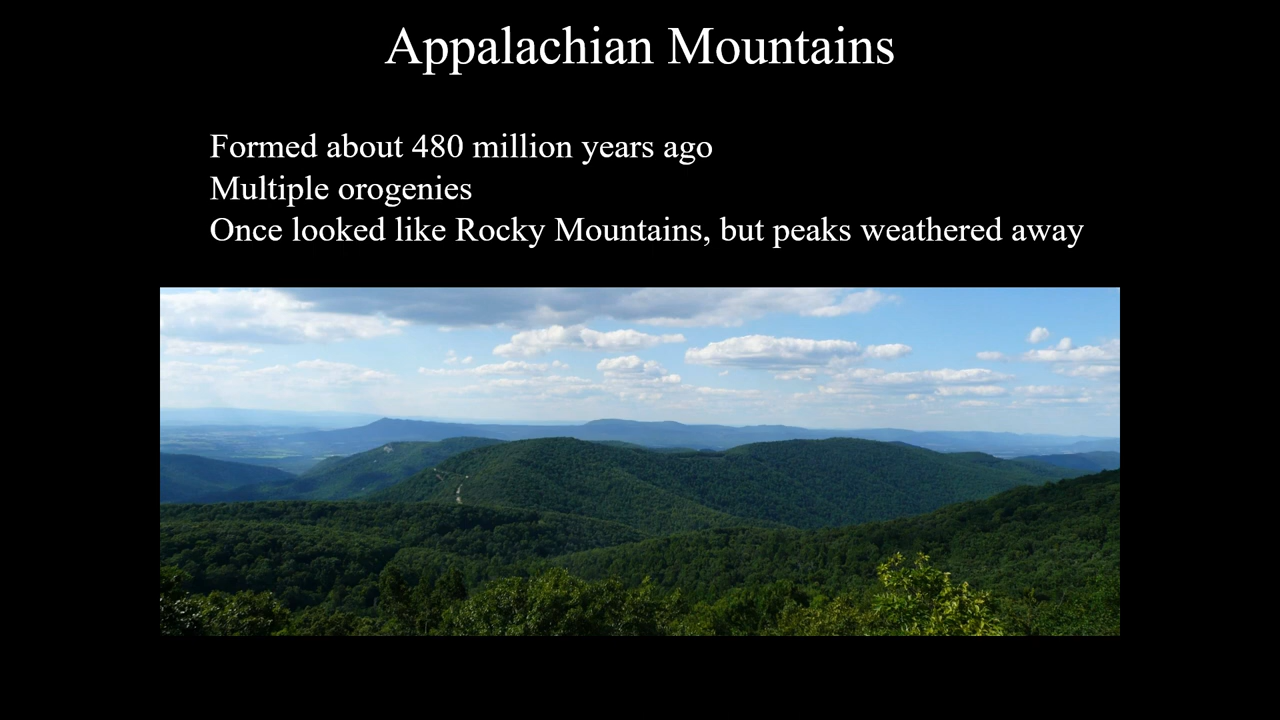 Appalachian Mountains
Formed about 480 million years ago
Multiple orogenies
Once looked like Rocky Mountains, but peaks weathered away